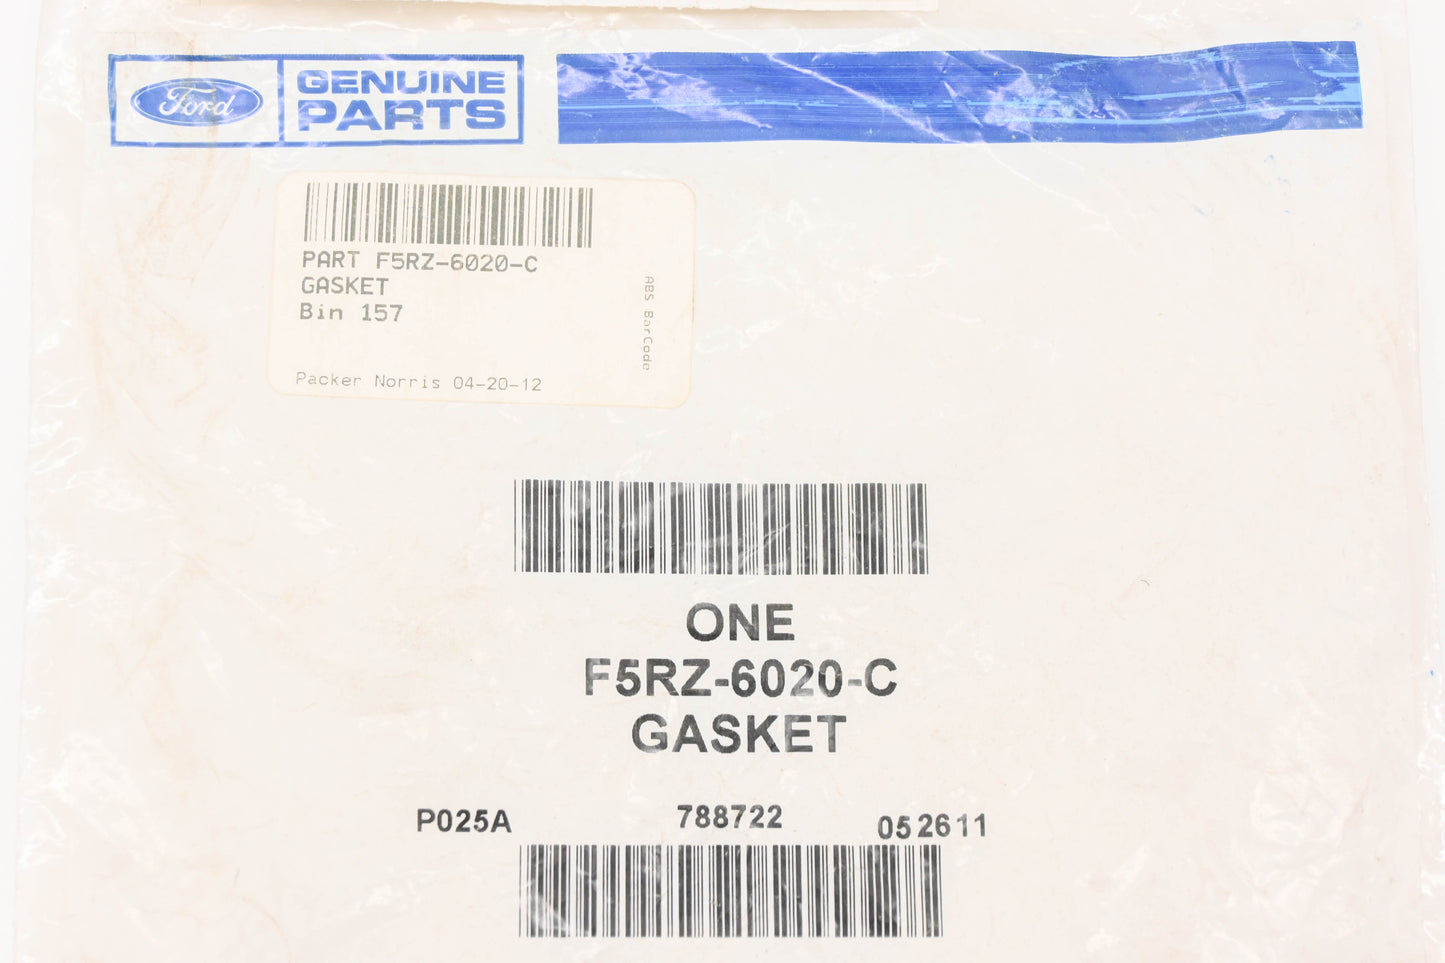 Ford
GENUINE
PARTS
PART F5RZ-6020-C
GASKET
Bin 157
Packer Norris 04-20-12
ABS BarCode
ONE
F5RZ-6020-C
GASKET
P025A 788722 052611